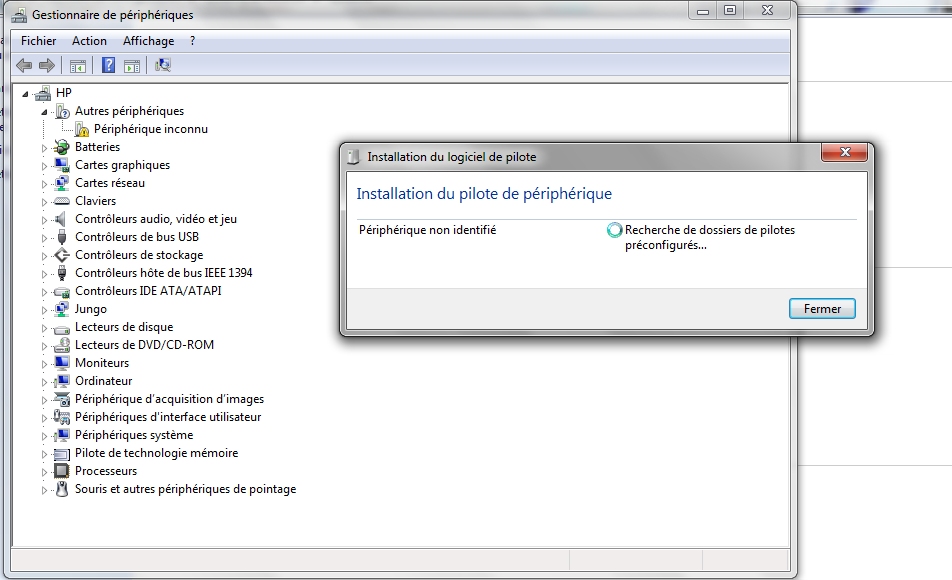 Gestionnaire de périphériques
Fichier Action Affichage ?
HP
Autres périphériques
Périphérique inconnu
Batteries
Cartes graphiques
Cartes réseau
Claviers
Contrôleurs audio, vidéo et jeu
Contrôleurs de bus USB
Contrôleurs de stockage
Contrôleurs hôte de bus IEEE 1394
Contrôleurs IDE ATA/ATAPI
Jungo
Lecteurs de disque
Lecteurs de DVD/CD-ROM
Moniteurs
Ordinateur
Périphérique d'acquisition d'images
Périphériques d'interface utilisateur
Périphériques système
Pilote de technologie mémoire
Processeurs
Souris et autres périphériques de pointage
Installation du logiciel de pilote
Installation du pilote de périphérique
Périphérique non identifié
Recherche de dossiers de pilotes
préconfigurés...
Fermer